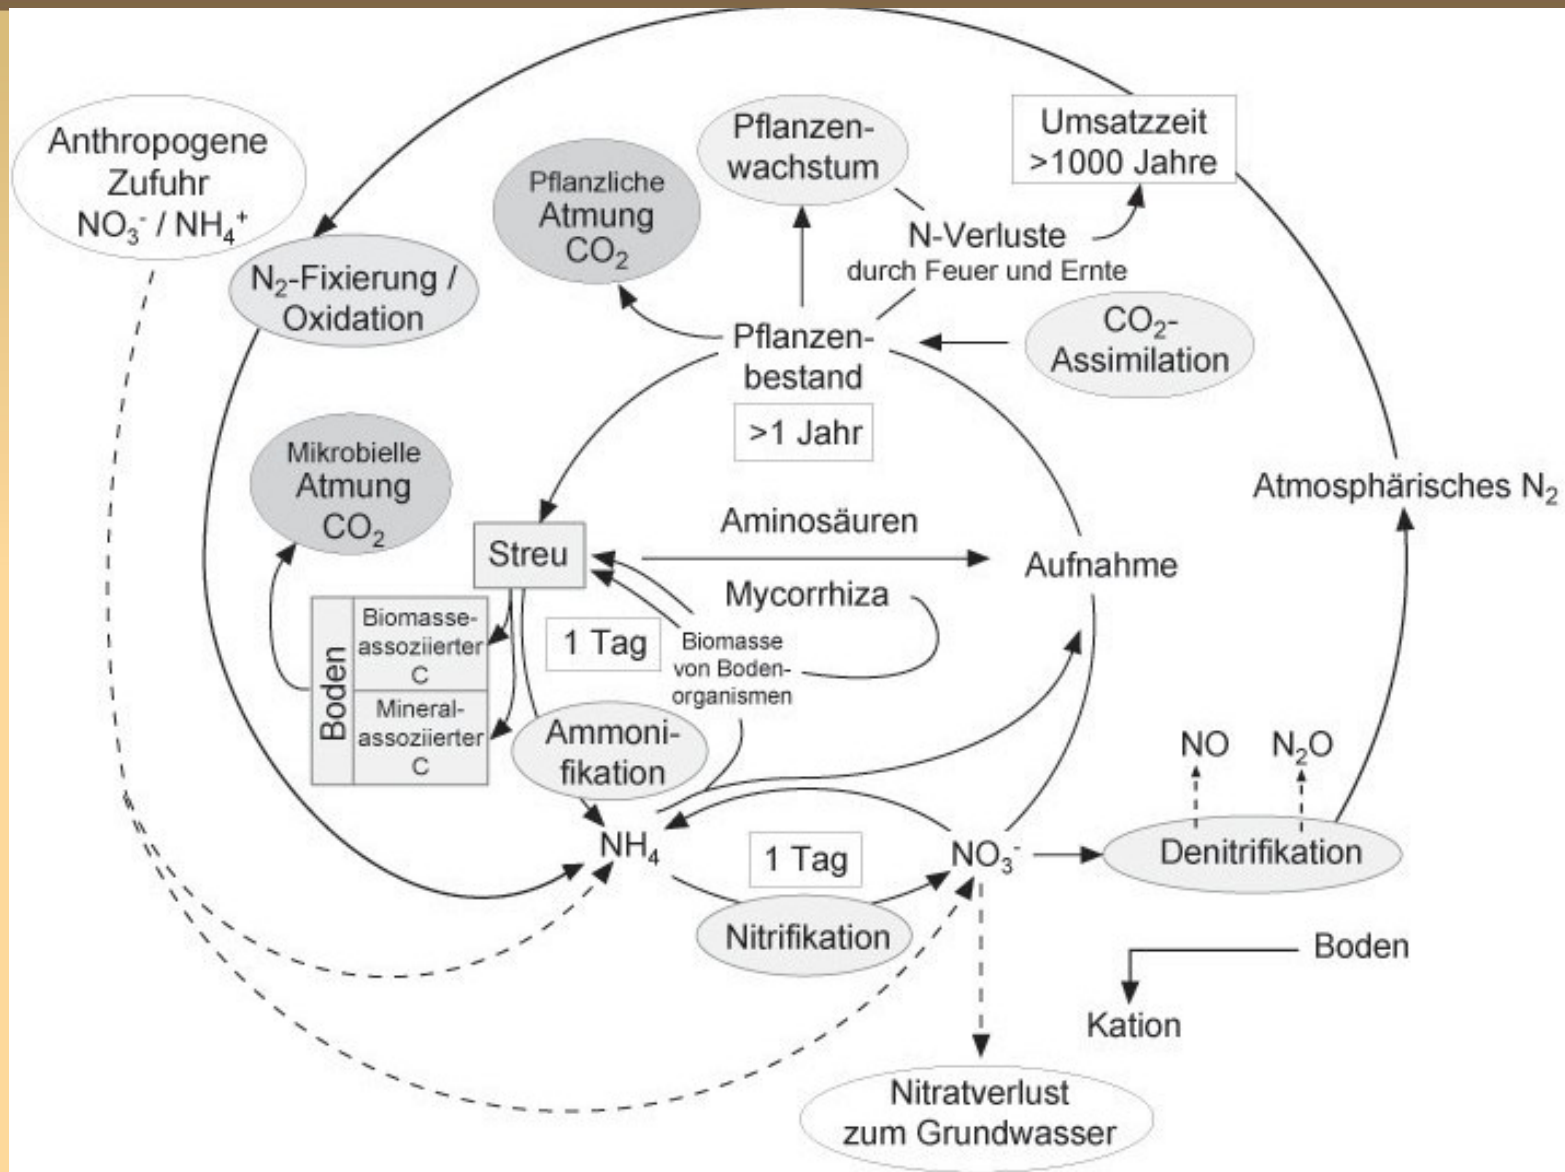 Anthropogene
Zufuhr
NO₃⁻ / NH₄⁺
Pflanzen-
wachstum
Umsatzzeit
>1000 Jahre
Pflanzliche
Atmung
CO₂
N-Verluste
durch Feuer und Ernte
N₂-Fixierung /
Oxidation
CO₂-
Assimilation
Pflanzen-
bestand
>1 Jahr
Mikrobielle
Atmung
CO₂
Atmosphärisches N₂
Aminosäuren
Streu
Aufnahme
Mycorrhiza
Boden
Biomasse-
assoziierter
C
Mineral-
assoziierter
C
1 Tag
Biomasse
von Boden-
organismen
Ammoni-
fikation
NO
N₂O
NH₄
1 Tag
NO₃⁻
Denitrifikation
Nitrifikation
Boden
Kation
Nitratverlust
zum Grundwasser